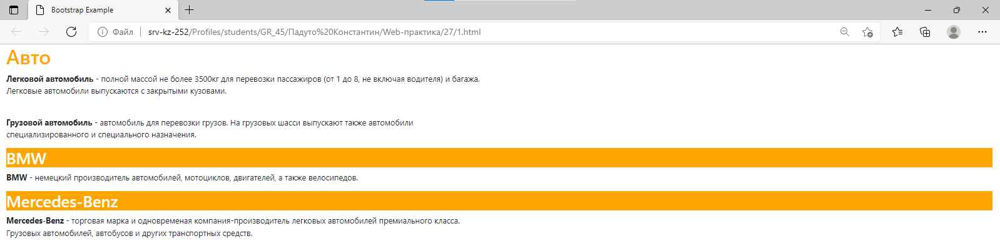 Bootstrap Example
Файл
srv-kz-252/Profiles/students/GR_45/Падуто%20Константин/Web-практика/27/1.html
Авто
Легковой автомобиль - полной массой не более 3500кг для перевозки пассажиров (от 1 до 8, не включая водителя) и багажа.
Легковые автомобили выпускаются с закрытыми кузовами.
Грузовой автомобиль - автомобиль для перевозки грузов. На грузовых шасси выпускают также автомобили
специализированного и специального назначения.
BMW
BMW - немецкий производитель автомобилей, мотоциклов, двигателей, а также велосипедов.
Mercedes-Benz
Mercedes-Benz - торговая марка и одновременая компания-производитель легковых автомобилей премиального класса.
Грузовых автомобилей, автобусов и других транспортных средств.